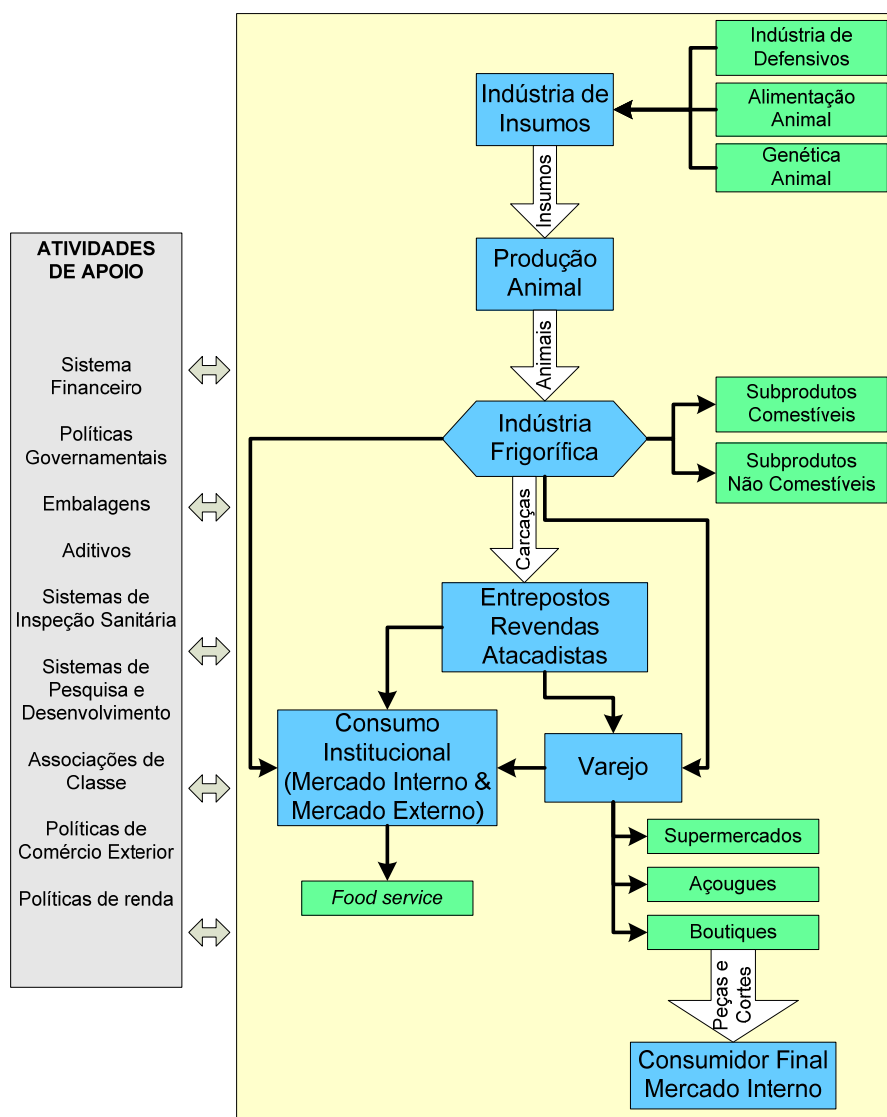 Indústria de
Defensivos
Indústria de
Insumos
Alimentação
Animal
Genética
Animal
Insumos
ATIVIDADES
DE APOIO
Produção
Animal
Animais
Sistema
Financeiro
Políticas
Governamentais
Embalagens
Aditivos
Sistemas de
Inspeção Sanitária
Sistemas de
Pesquisa e
Desenvolvimento
Associações de
Classe
Políticas de
Comércio Exterior
Políticas de renda
Indústria
Frigorífica
Subprodutos
Comestíveis
Subprodutos
Não Comestíveis
Carcaças
Entrepostos
Revendas
Atacadistas
Consumo
Institucional
(Mercado Interno &
Mercado Externo)
Varejo
Food service
Supermercados
Açougues
Boutiques
Peças e
Cortes
Consumidor Final
Mercado Interno